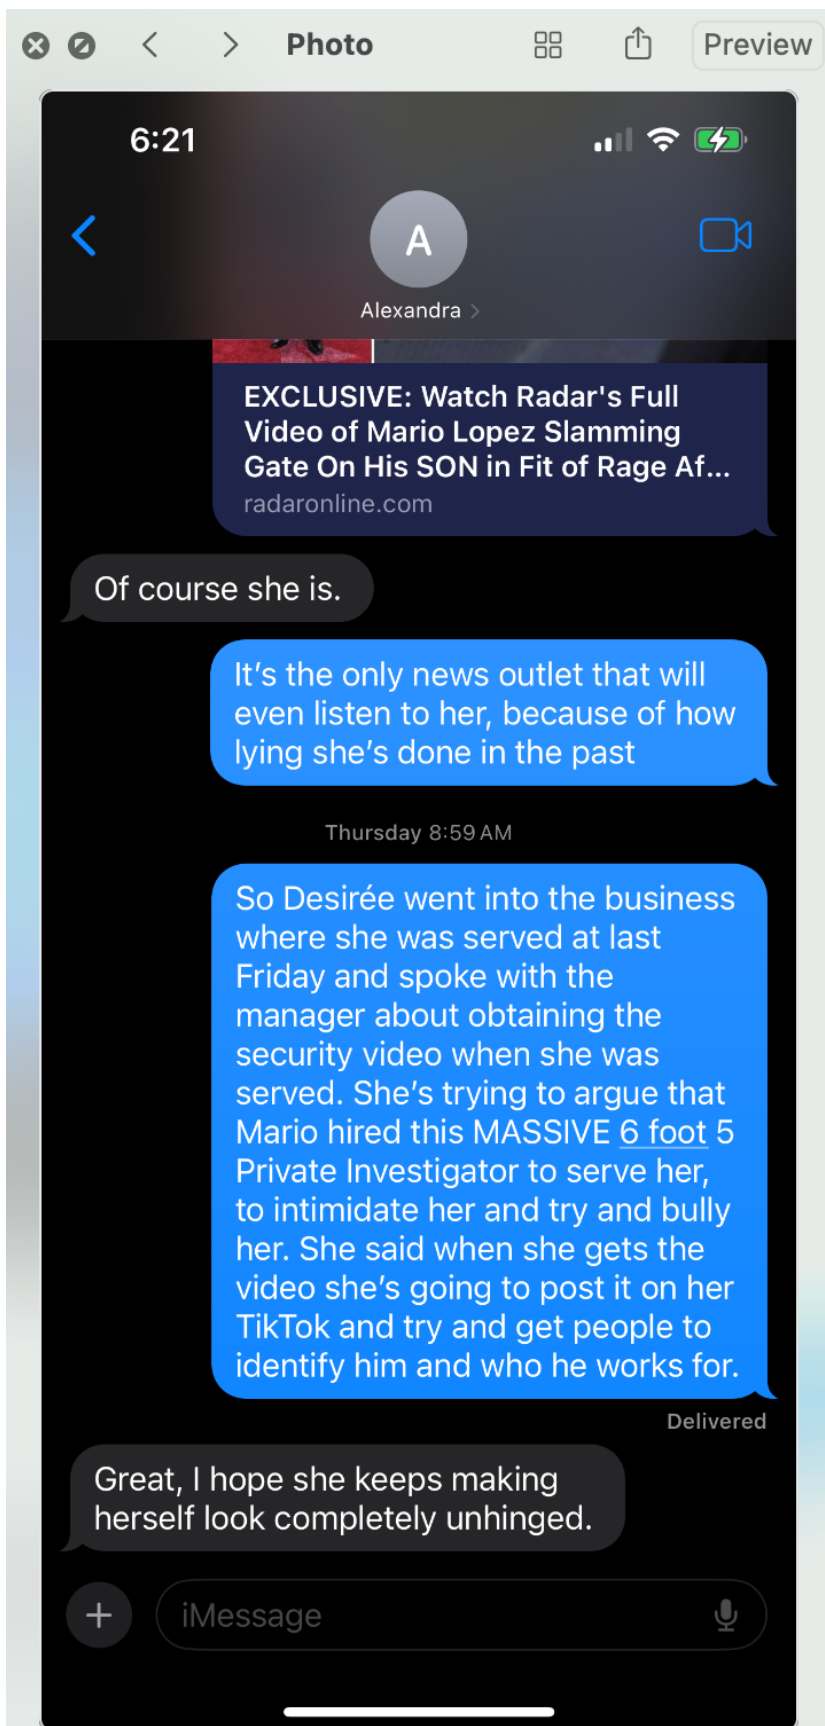 Photo
Preview
6:21
A
Alexandra
EXCLUSIVE: Watch Radar's Full
Video of Mario Lopez Slamming
Gate On His SON in Fit of Rage Af...
radaronline.com
Of course she is.
It's the only news outlet that will
even listen to her, because of how
lying she's done in the past
Thursday 8:59 AM
So Desirée went into the business
where she was served at last
Friday and spoke with the
manager about obtaining the
security video when she was
served. She's trying to argue that
Mario hired this MASSIVE 6 foot 5
Private Investigator to serve her,
to intimidate her and try and bully
her. She said when she gets the
video she's going to post it on her
TikTok and try and get people to
identify him and who he works for.
Delivered
Great, I hope she keeps making
herself look completely unhinged.
iMessage